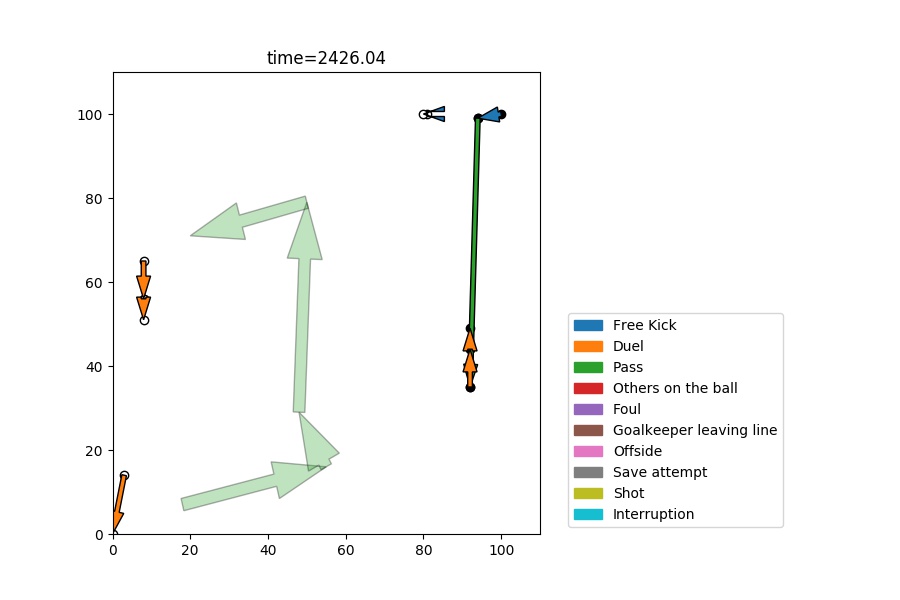 time=2426.04
100
80
60
40
20
0
0 20 40 60 80 100
Free Kick
Duel
Pass
Others on the ball
Foul
Goalkeeper leaving line
Offside
Save attempt
Shot
Interruption